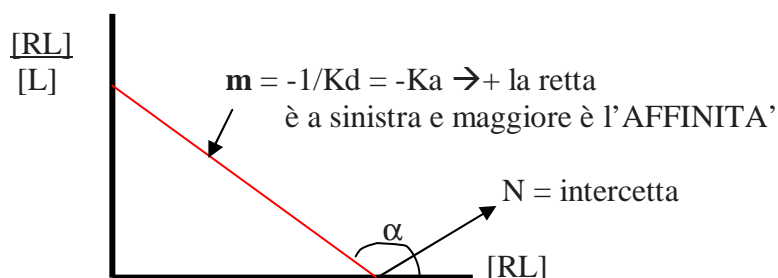 [RL]
[L]
m = -1/Kd = -Ka →+ la retta
è a sinistra e maggiore è l'AFFINITA'
N = intercetta
α
[RL]